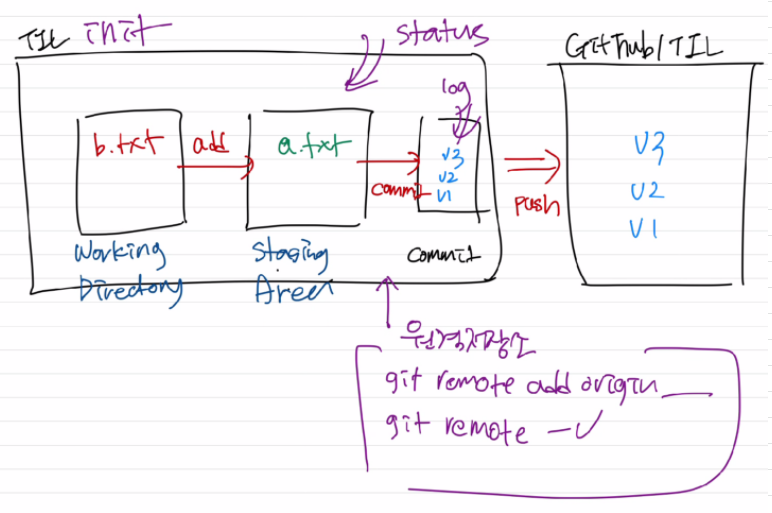 TIL init
status
GitHub/TIL
log
b.txt
add
a.txt
commit
v3
v2
v1
push
v3
v2
v1
Working
Directory
Staging
Area
Commit
원격저장소
git remote add origin ___
git remote -v